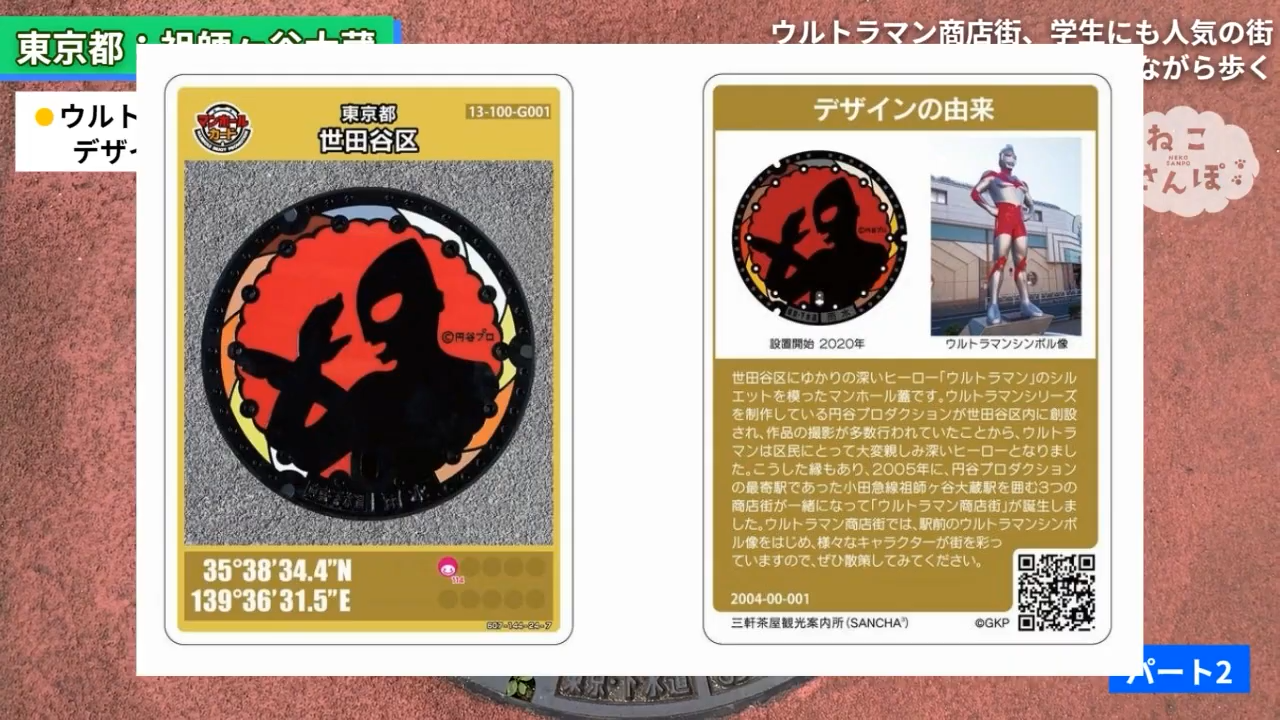 東京都：祖師ヶ谷大蔵
ウルトラマン商店街、学生にも人気の街
ながら歩く
ウルト
デザイ
ねこ
NEKO
SANPO
さんぽ
マンホール
カード
東京都
世田谷区
13-100-G001
©円谷プロ
35°38'34.4"N
139°36'31.5"E
114
607-144-24-7
デザインの由来
設置開始 2020年
ウルトラマンシンボル像
世田谷区にゆかりの深いヒーロー「ウルトラマン」のシル
エットを模ったマンホール蓋です。ウルトラマンシリーズ
を制作している円谷プロダクションが世田谷区内に創設
され、作品の撮影が多数行われていたことから、ウルトラ
マンは区民にとって大変親しみ深いヒーローとなりまし
た。こうした縁もあり、2005年に、円谷プロダクション
の最寄駅であった小田急線祖師ヶ谷大蔵駅を囲む3つの
商店街が一緒になって「ウルトラマン商店街」が誕生しま
した。ウルトラマン商店街では、駅前のウルトラマンシンボ
ル像をはじめ、様々なキャラクターが街を彩っ
ていますので、ぜひ散策してみてください。
2004-00-001
三軒茶屋観光案内所（SANCHA³）
©GKP
パート2